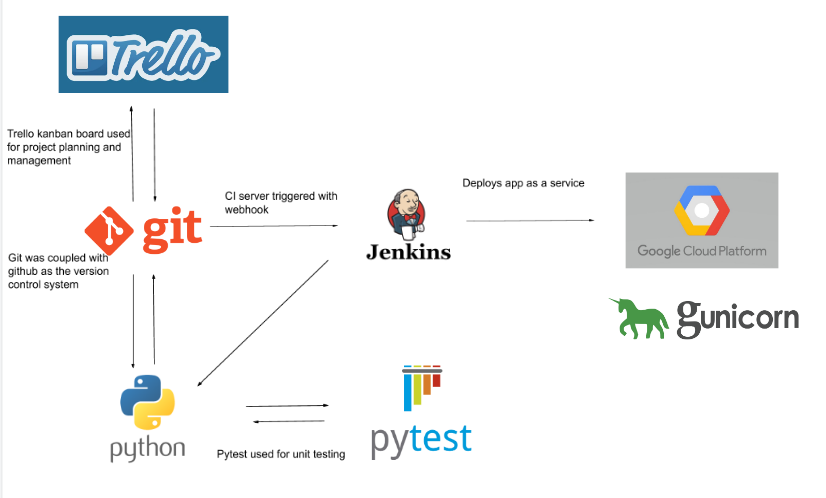 Trello
Trello kanban board used
for project planning and
management
git
CI server triggered with
webhook
Jenkins
Deploys app as a service
Google Cloud Platform
Git was coupled with
github as the version
control system
gunicorn
python
Pytest used for unit testing
pytest